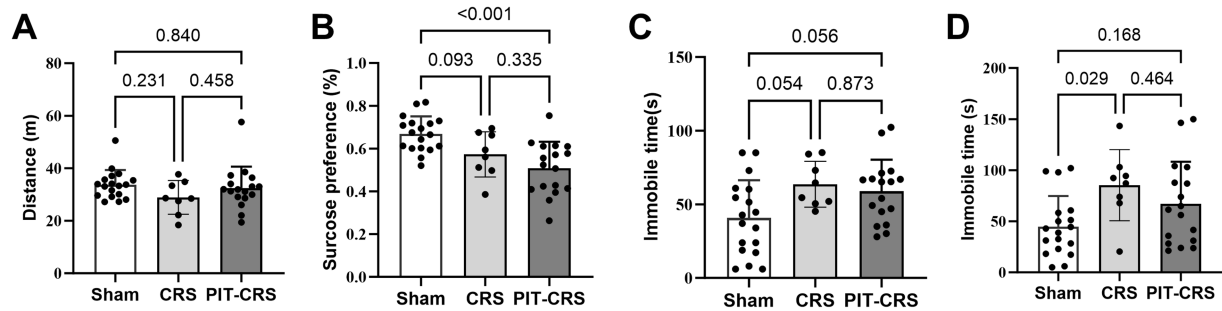 A
0.840
0.231
0.458
80
60
40
20
0
Distance (m)
Sham
CRS
PIT-CRS
B
<0.001
0.093
0.335
1.0
0.8
0.6
0.4
0.2
0.0
Surcose preference (%)
Sham
CRS
PIT-CRS
C
0.056
0.054
0.873
150
100
50
0
Immobile time(s)
Sham
CRS
PIT-CRS
D
0.168
0.029
0.464
200
150
100
50
0
Immobile time (s)
Sham
CRS
PIT-CRS